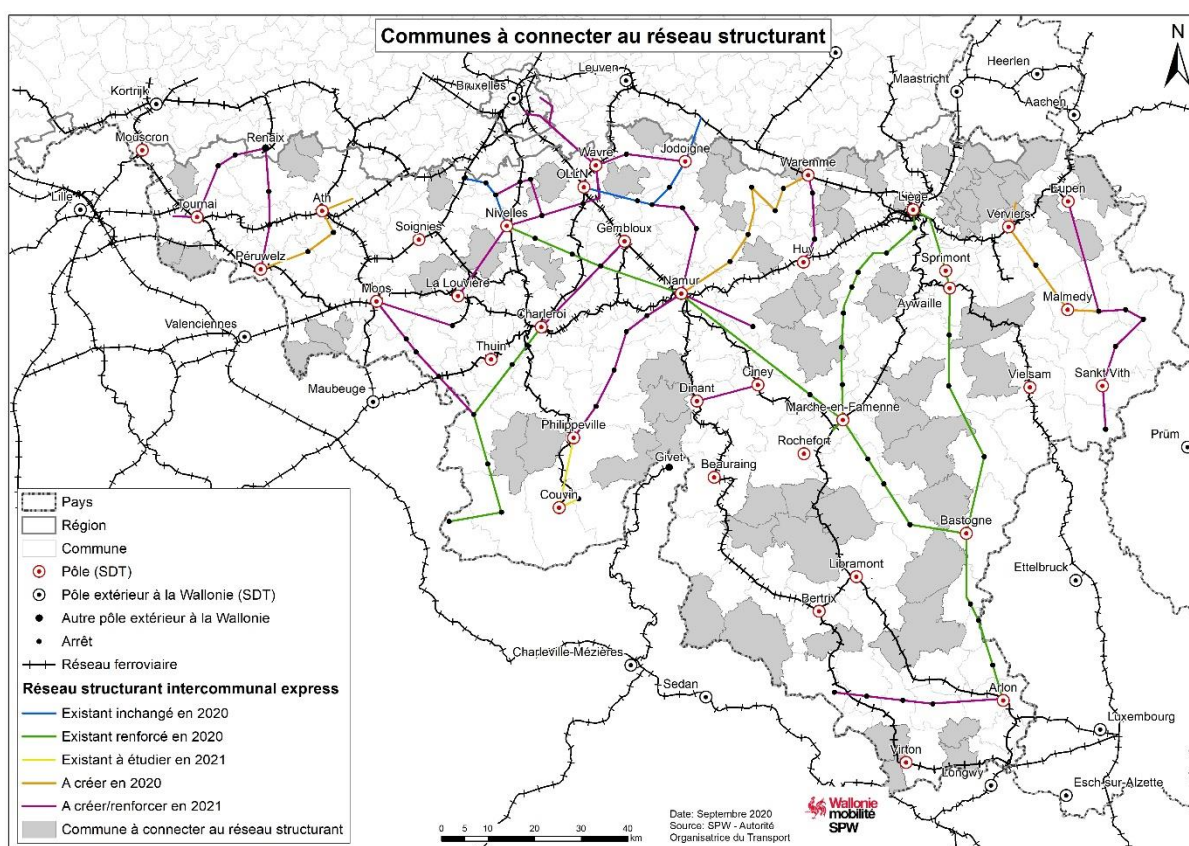 Communes à connecter au réseau structurant
N
Heerlen
Leuven
Maastricht
Bruxelles
Kortrijk
Aachen
Mouscron
Renaix
Wavre
Jodoigne
Waremme
OLLN
Eupen
Lille
Tournai
Ath
Liège
Verviers
Nivelles
Soignies
Gembloux
Huy
Sprimont
Péruwelz
Mons
La Louvière
Namur
Aywaille
Malmedy
Charleroi
Valenciennes
Thuin
Maubeuge
Dinant
Ciney
Vielsam
Sankt Vith
Marche-en-Famenne
Philippeville
Rochefort
Prüm
Givet
Beauraing
Couvin
Bastogne
Libramont
Ettelbruck
Bertrix
Charleville-Mézières
Sedan
Arlon
Luxembourg
Virton
Longwy
Esch-sur-Alzette
Pays
Région
Commune
Pôle (SDT)
Pôle extérieur à la Wallonie (SDT)
Autre pôle extérieur à la Wallonie
Arrêt
Réseau ferroviaire
Réseau structurant intercommunal express
Existant inchangé en 2020
Existant renforcé en 2020
Existant à étudier en 2021
A créer en 2020
A créer/renforcer en 2021
Commune à connecter au réseau structurant
0 5 10 20 30 40
km
Date: Septembre 2020
Source: SPW - Autorité
Organisatrice du Transport
Wallonie
mobilité
SPW